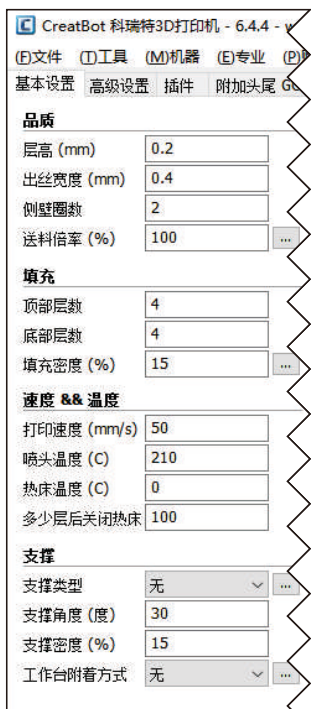 CreatBot 科瑞特3D打印机 - 6.4.4 -
(F)文件 (T)工具 (M)机器 (E)专业
基本设置 高级设置 插件 附加头尾
品质
层高 (mm) 0.2
出丝宽度 (mm) 0.4
侧壁圈数 2
送料倍率 (%) 100 ...
填充
顶部层数 4
底部层数 4
填充密度 (%) 15 ...
速度 && 温度
打印速度 (mm/s) 50
喷头温度 (C) 210
热床温度 (C) 0
多少层后关闭热床 100
支撑
支撑类型 无 ...
支撑角度 (度) 30
支撑密度 (%) 15
工作台附着方式 无 ...